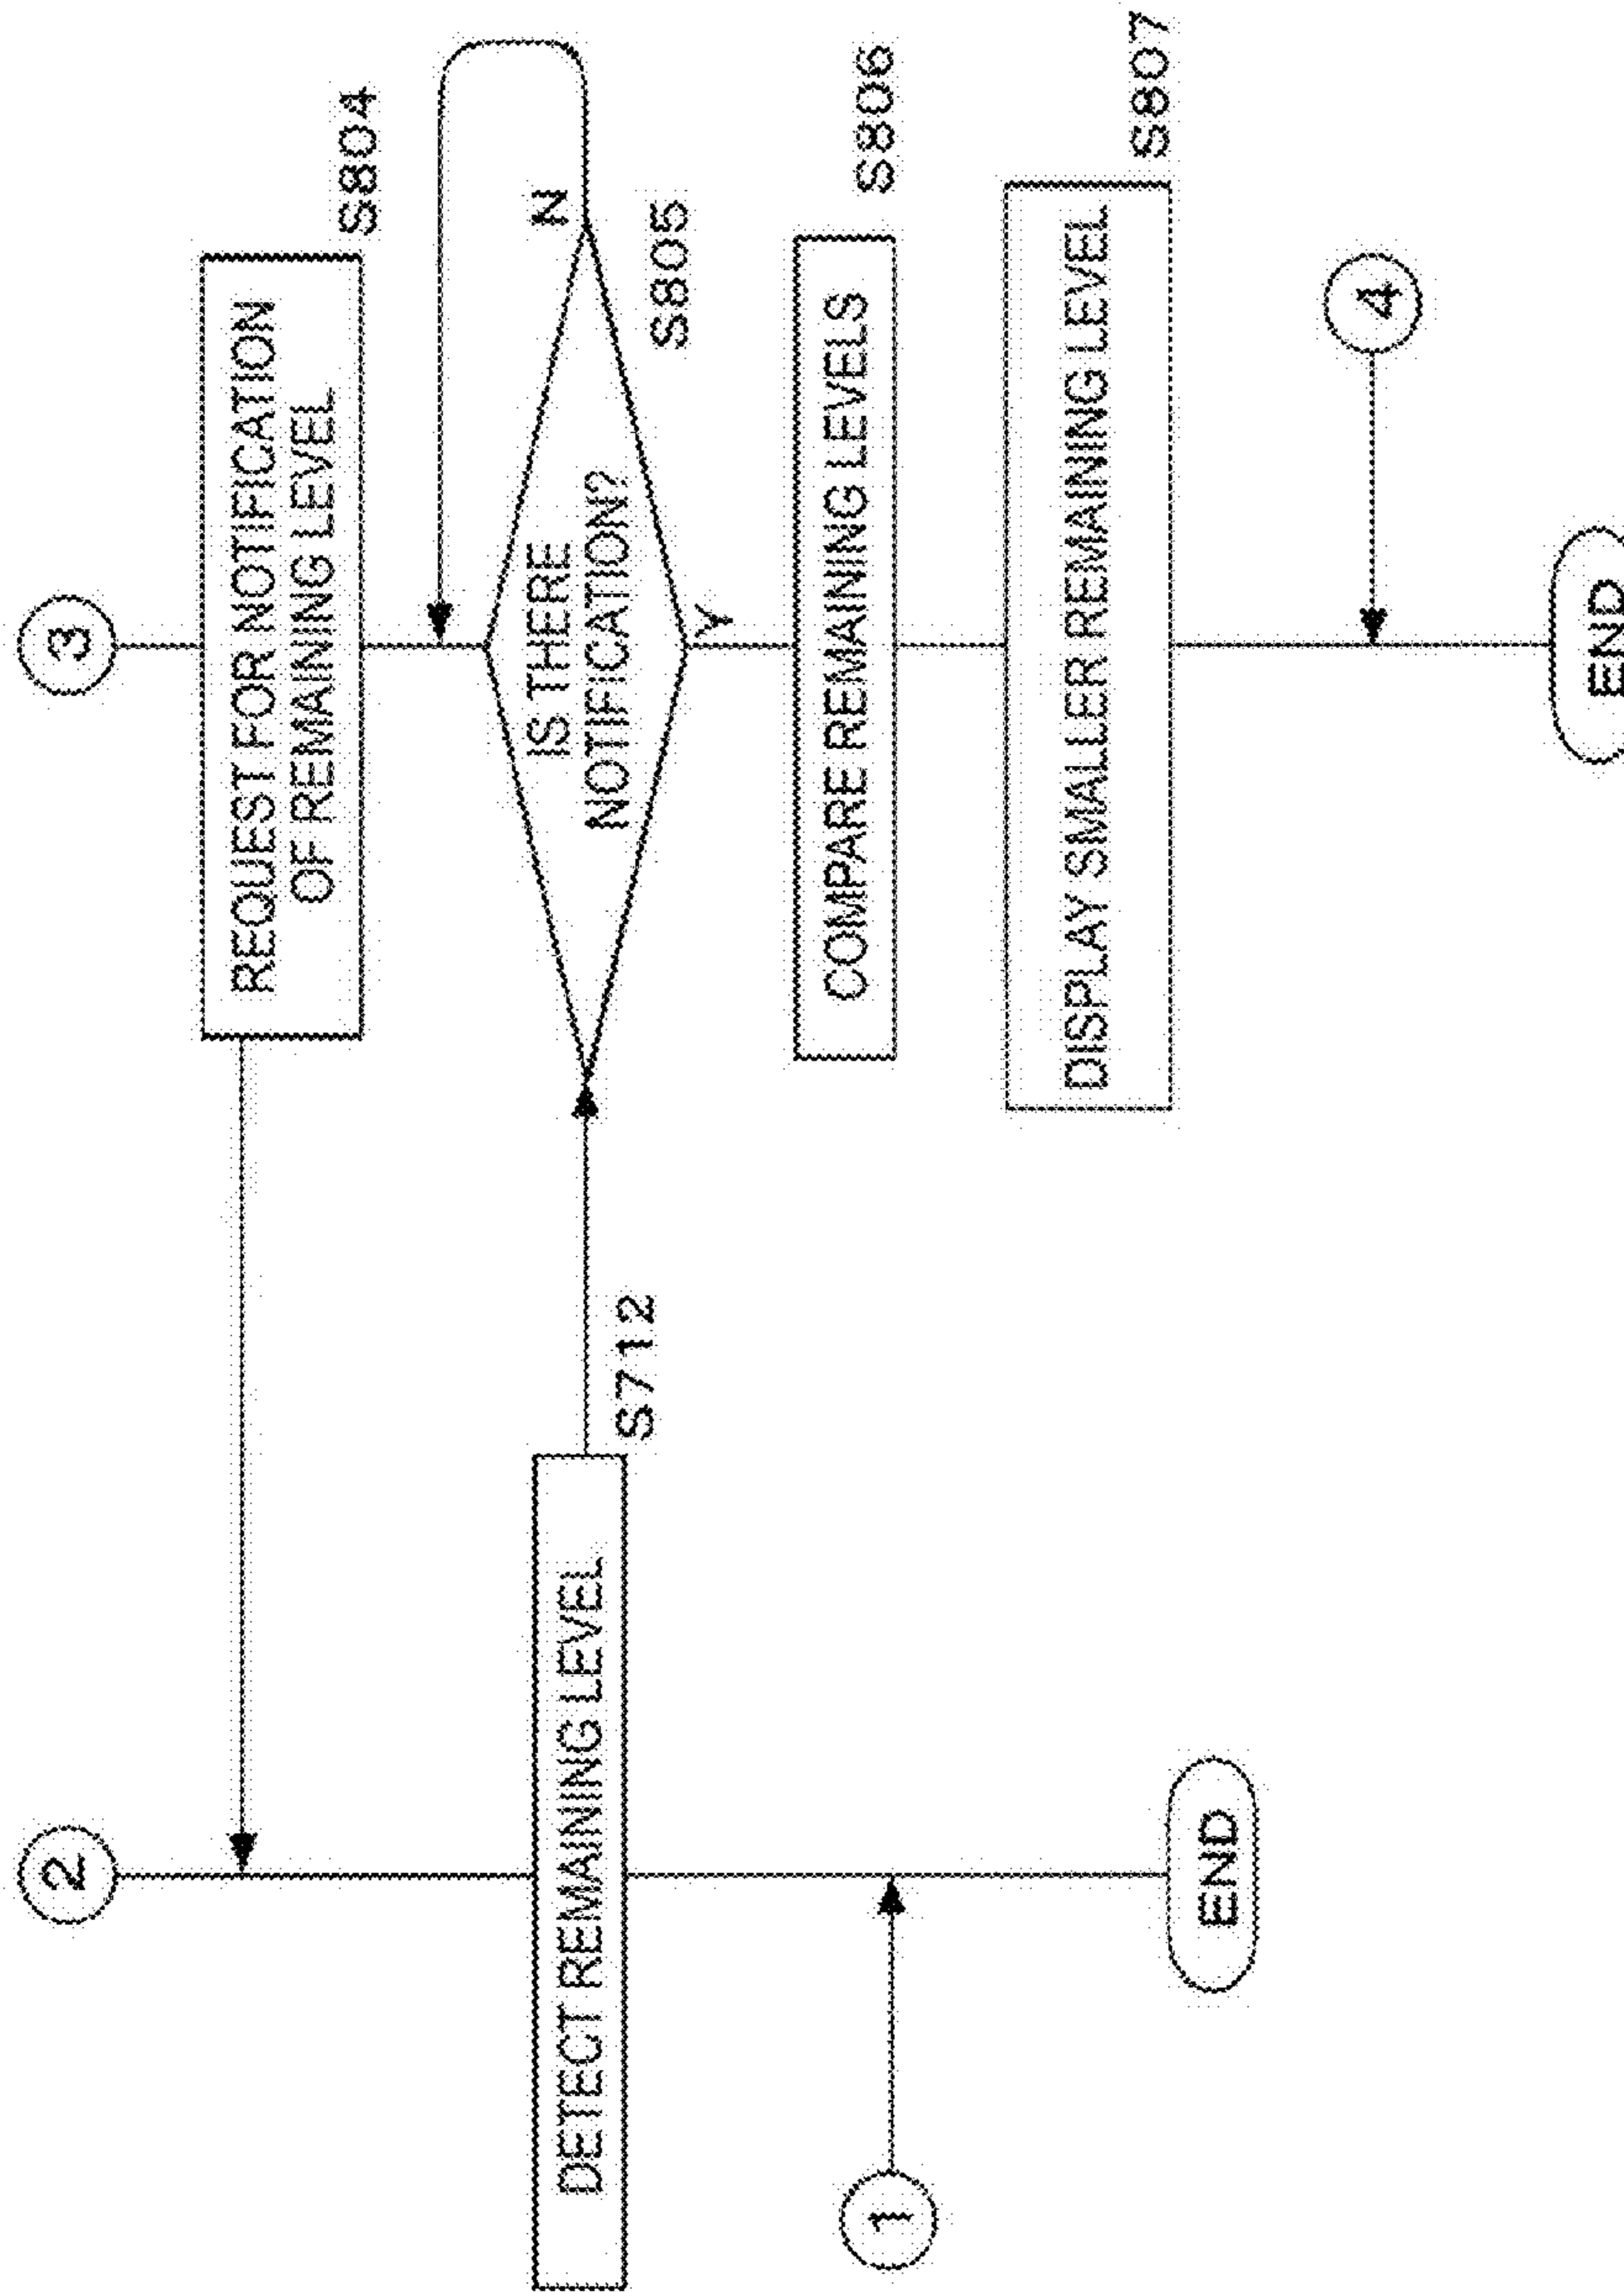 2
3
REQUEST FOR NOTIFICATION
OF REMAINING LEVEL
S804
IS THERE
NOTIFICATION?
N
S805
Y
DETECT REMAINING LEVEL
S712
COMPARE REMAINING LEVELS
S806
1
DISPLAY SMALLER REMAINING LEVEL
S807
END
4
END